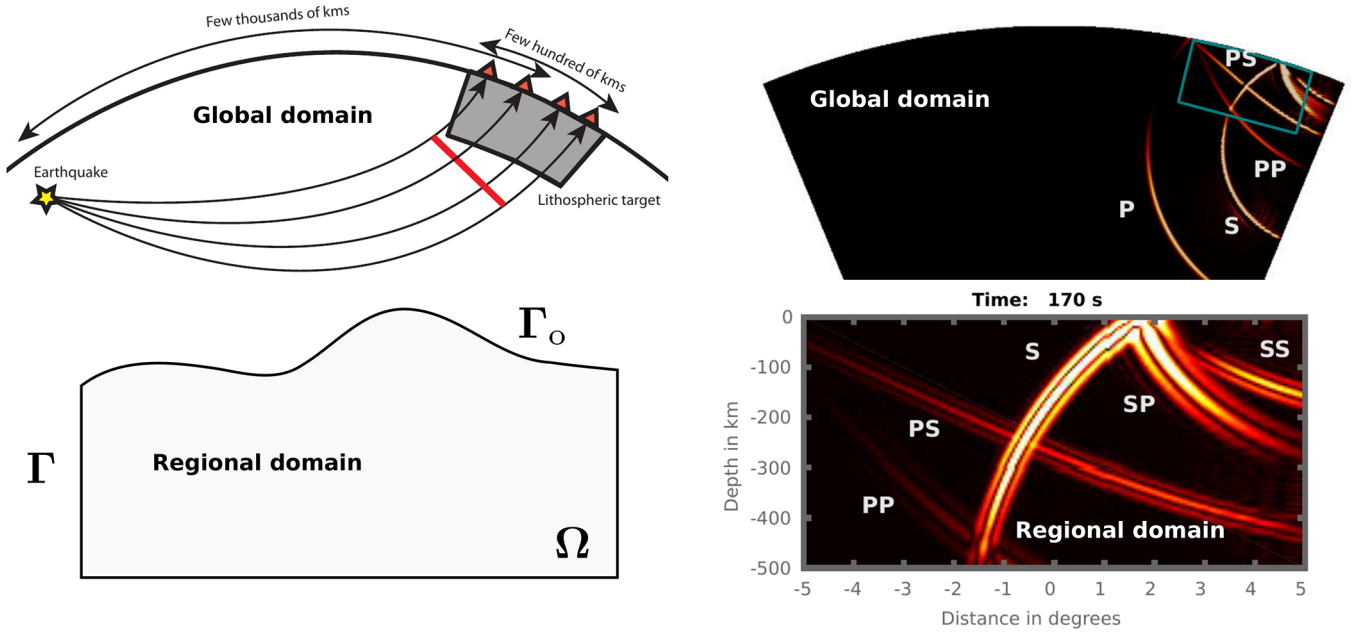 Few thousands of kms
Few hundred of kms
Global domain
Earthquake
Lithospheric target
Global domain
PS
PP
P
S
Γ
Γo
Regional domain
Ω
Time: 170 s
0
-100
-200
-300
-400
-500
Depth in km
S
SS
SP
PS
PP
Regional domain
-5 -4 -3 -2 -1 0 1 2 3 4 5
Distance in degrees